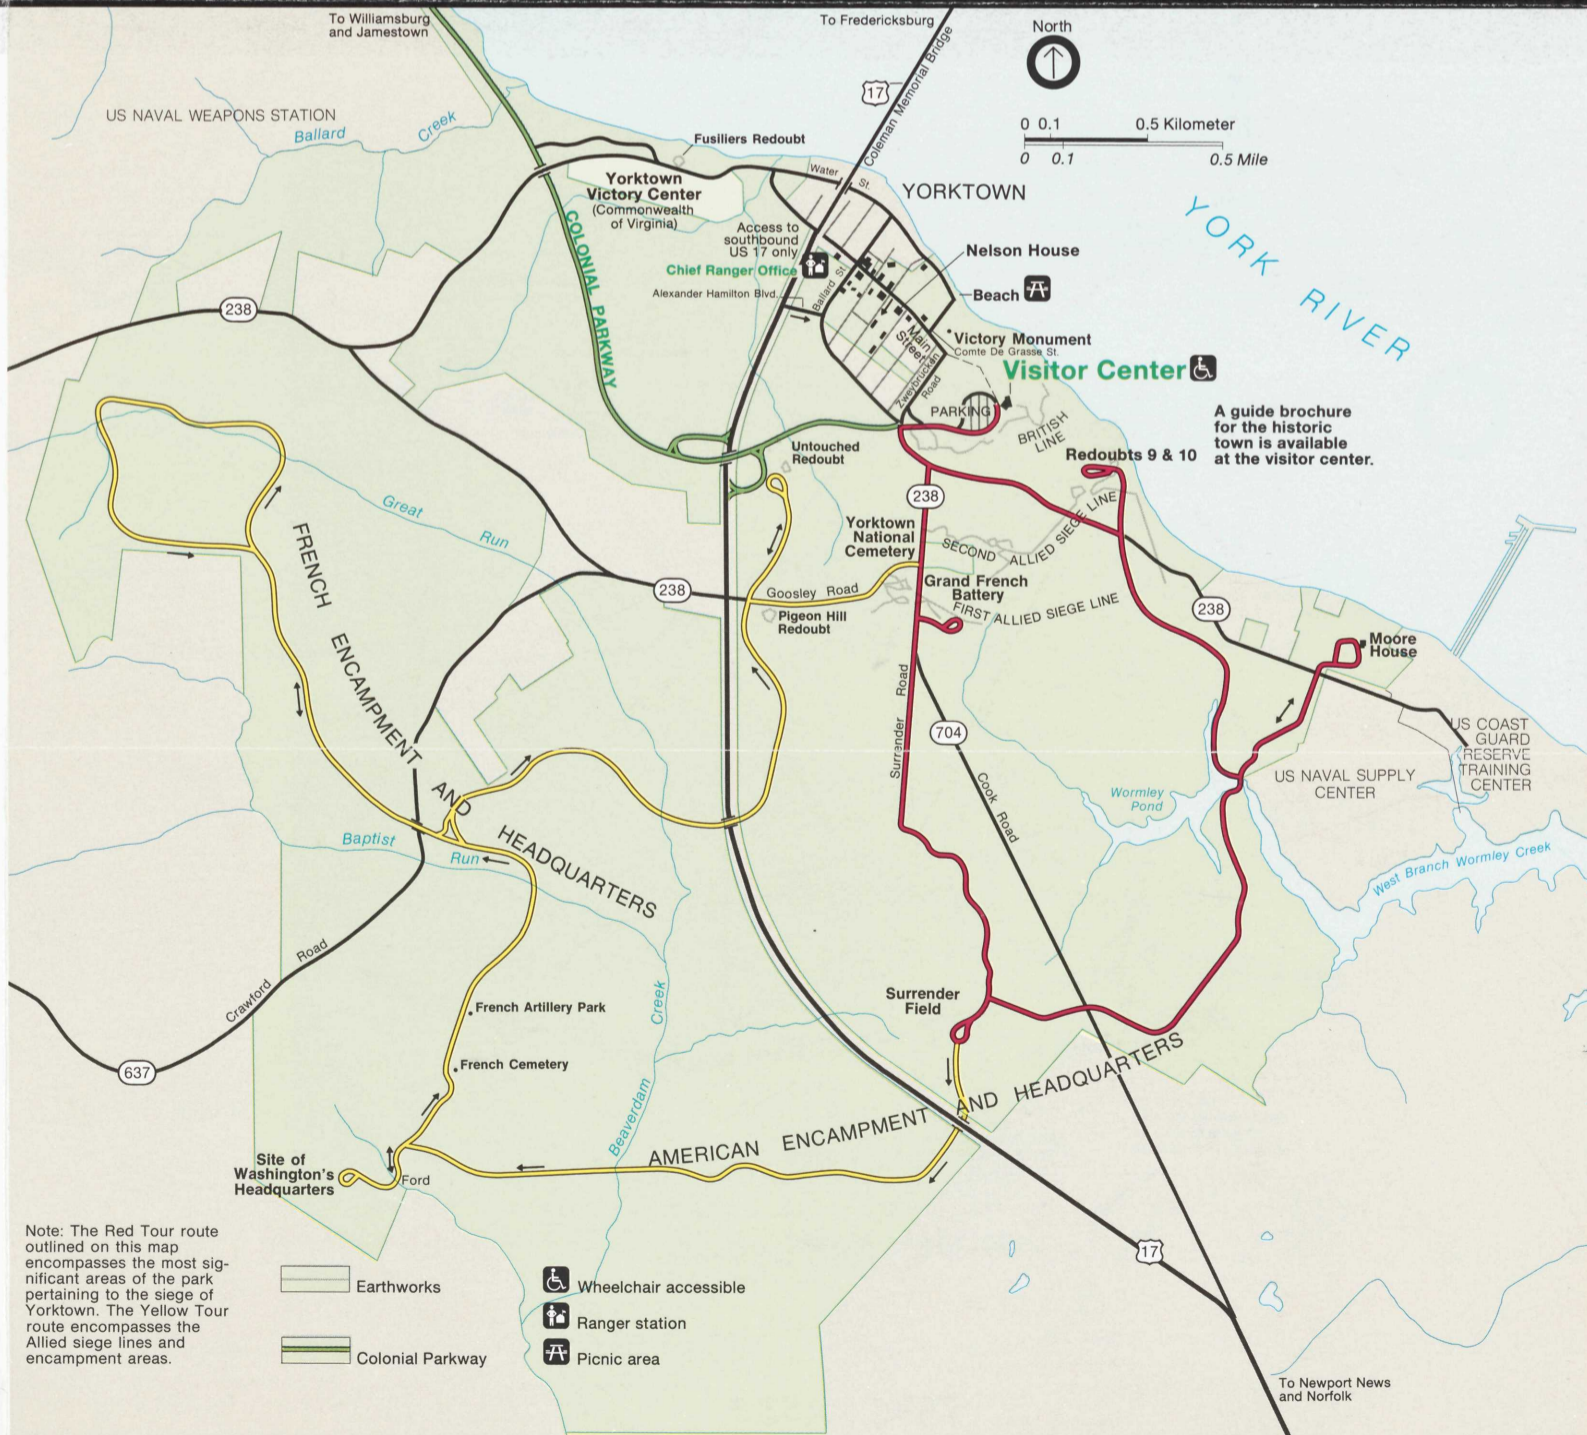 To Williamsburg
and Jamestown
To Fredericksburg
North
17
Coleman Memorial Bridge
US NAVAL WEAPONS STATION
Ballard Creek
0 0.1 0.5 Kilometer
0 0.1 0.5 Mile
Fusiliers Redoubt
Water St.
Yorktown
Victory Center
(Commonwealth
of Virginia)
YORKTOWN
YORK RIVER
COLONIAL PARKWAY
Access to
southbound
US 17 only
Chief Ranger Office
Alexander Hamilton Blvd.
Ballard St.
Nelson House
Beach
Main
Street
Victory Monument
Comte De Grasse St.
Zweybrucken
Road
Visitor Center
238
PARKING
BRITISH
LINE
A guide brochure
for the historic
town is available
at the visitor center.
Untouched
Redoubt
Redoubts 9 & 10
238
Great Run
Yorktown
National
Cemetery
SECOND ALLIED SIEGE LINE
FRENCH ENCAMPMENT AND HEADQUARTERS
238
Goosley Road
Grand French
Battery
FIRST ALLIED SIEGE LINE
238
Pigeon Hill
Redoubt
Moore
House
Surrender Road
704
Cook Road
US COAST
GUARD
RESERVE
TRAINING
CENTER
US NAVAL SUPPLY
CENTER
Wormley
Pond
Baptist Run
West Branch Wormley Creek
Crawford Road
Surrender
Field
French Artillery Park
Beaverdam Creek
637
French Cemetery
AMERICAN ENCAMPMENT AND HEADQUARTERS
Site of
Washington's
Headquarters
Ford
17
Note: The Red Tour route
outlined on this map
encompasses the most sig-
nificant areas of the park
pertaining to the siege of
Yorktown. The Yellow Tour
route encompasses the
Allied siege lines and
encampment areas.
Earthworks
Colonial Parkway
Wheelchair accessible
Ranger station
Picnic area
To Newport News
and Norfolk